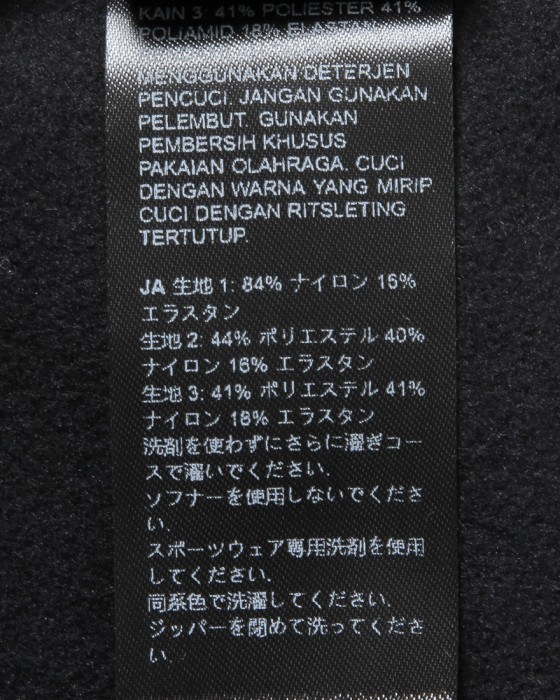 KAIN 3: 41% POLIESTER 41%
POLIAMID 18% ELASTAN
MENGGUNAKAN DETERJEN
PENCUCI. JANGAN GUNAKAN
PELEMBUT. GUNAKAN
PEMBERSIH KHUSUS
PAKAIAN OLAHRAGA. CUCI
DENGAN WARNA YANG MIRIP.
CUCI DENGAN RITSLETING
TERTUTUP.
JA 生地 1: 84% ナイロン 16%
エラスタン
生地 2: 44% ポリエステル 40%
ナイロン 16% エラスタン
生地 3: 41% ポリエステル 41%
ナイロン 18% エラスタン
洗剤を使わずにさらに濯ぎコー
スで濯いでください.
ソフナーを使用しないでくださ
い.
スポーツウェア専用洗剤を使用
してください.
同系色で洗濯してください.
ジッパーを閉めて洗ってくださ
い.